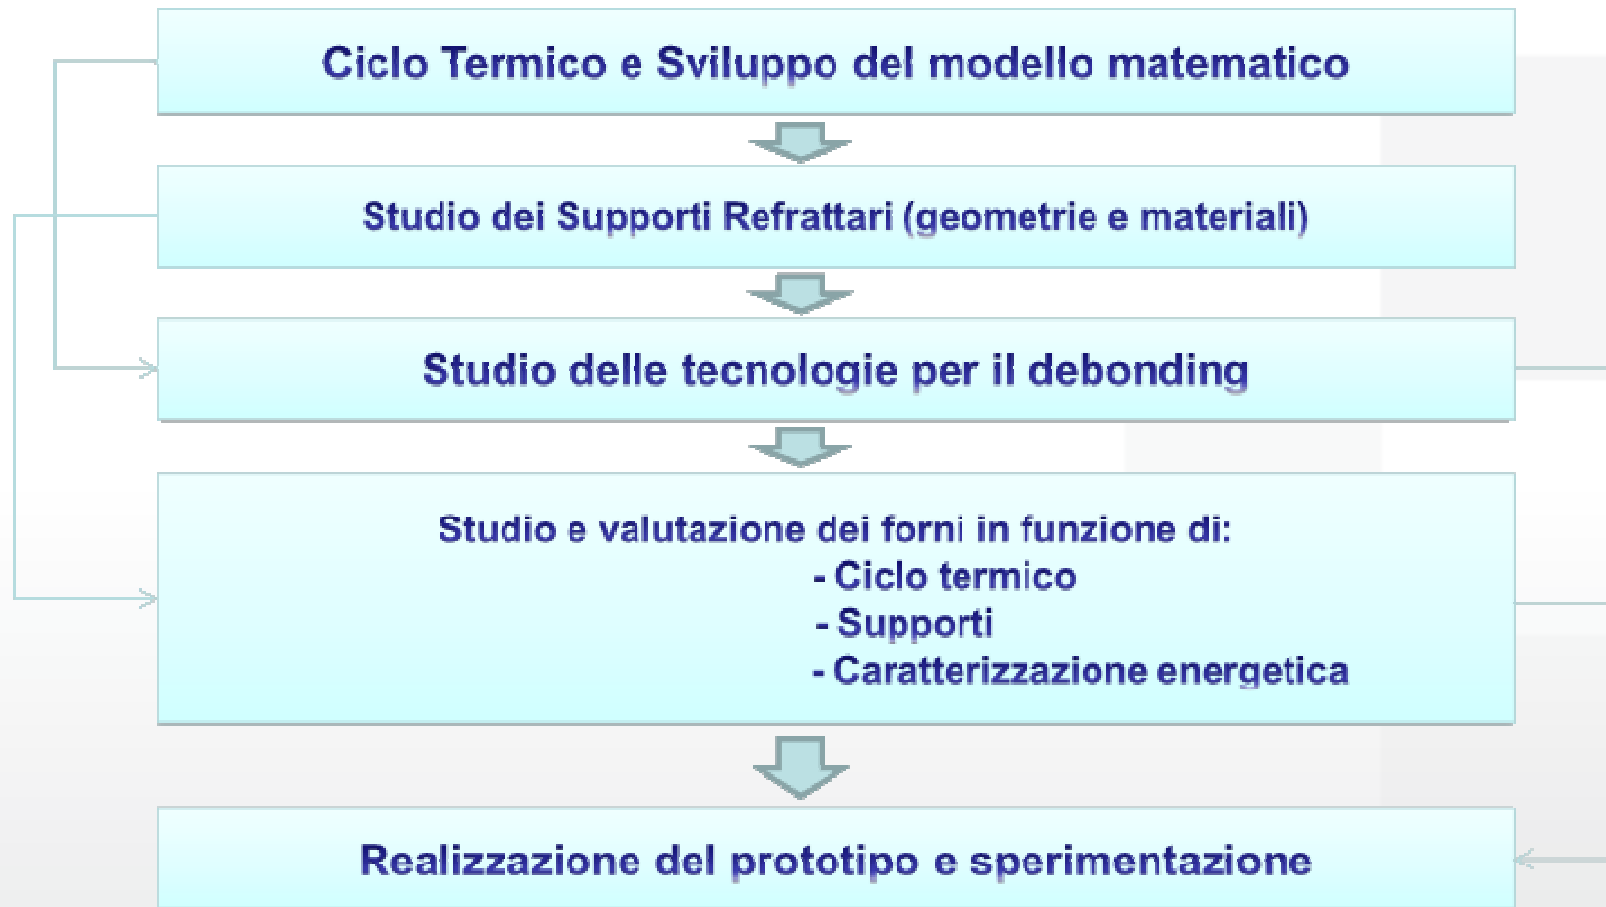 Ciclo Termico e Sviluppo del modello matematico
Studio dei Supporti Refrattari (geometrie e materiali)
Studio delle tecnologie per il debonding
Studio e valutazione dei forni in funzione di:
- Ciclo termico
- Supporti
- Caratterizzazione energetica
Realizzazione del prototipo e sperimentazione